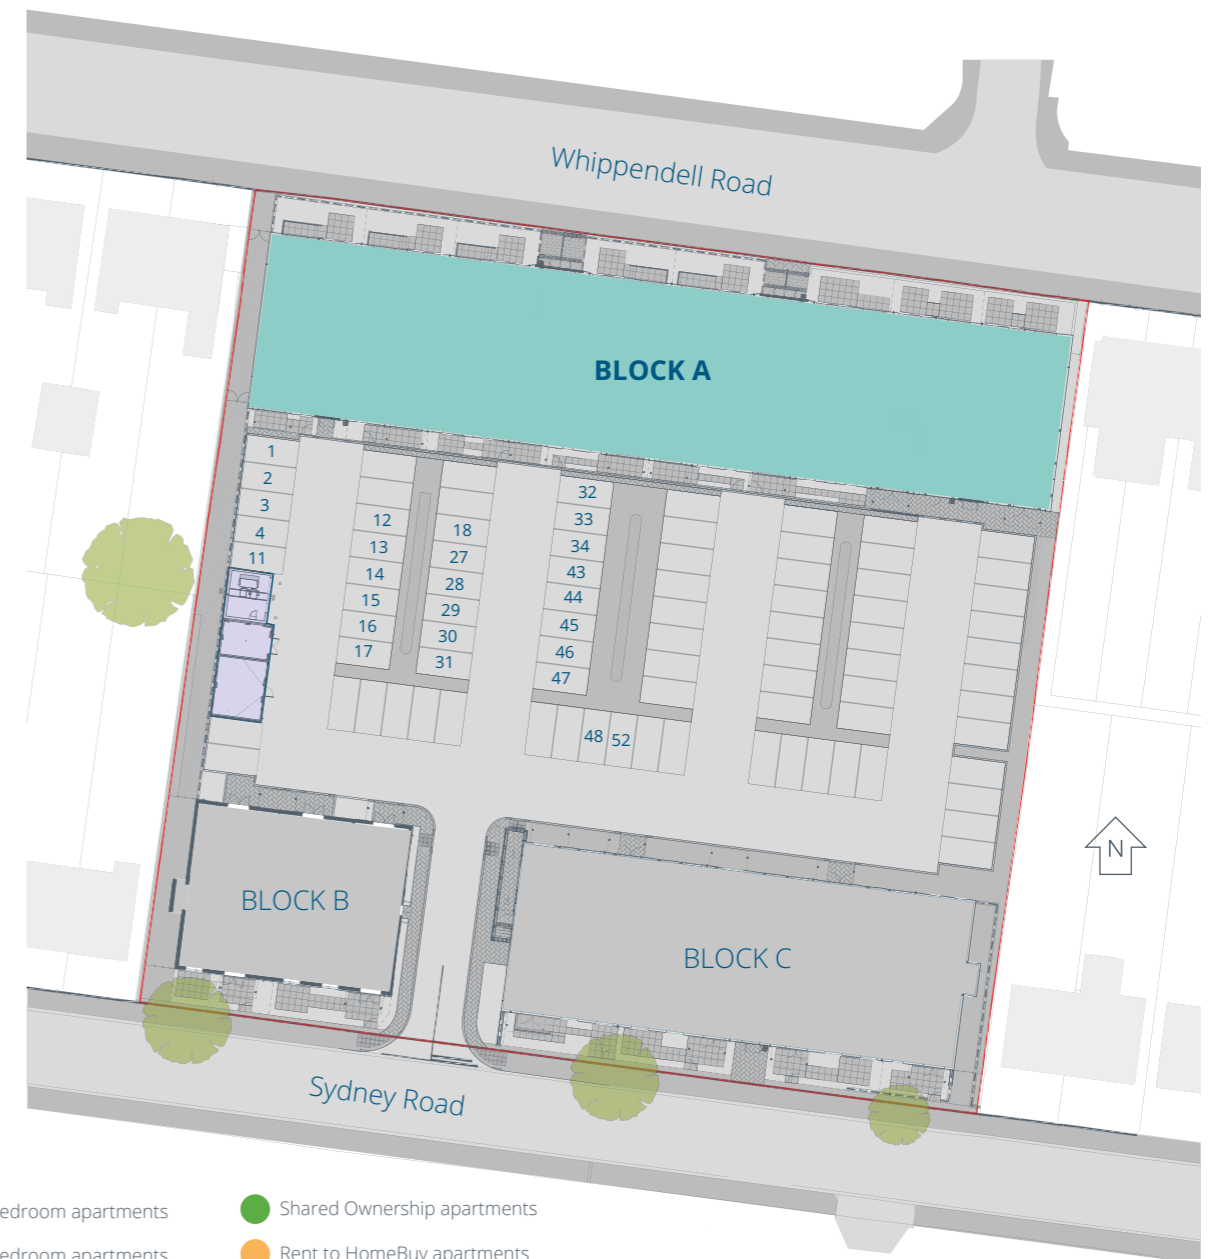 Whippendell Road
BLOCK A
1
2
3
4
11
12
13
14
15
16
17
18
27
28
29
30
31
32
33
34
43
44
45
46
47
48 52
N
BLOCK B
BLOCK C
Sydney Road
edroom apartments
Shared Ownership apartments
edroom apartments
Rent to HomeBuy apartments